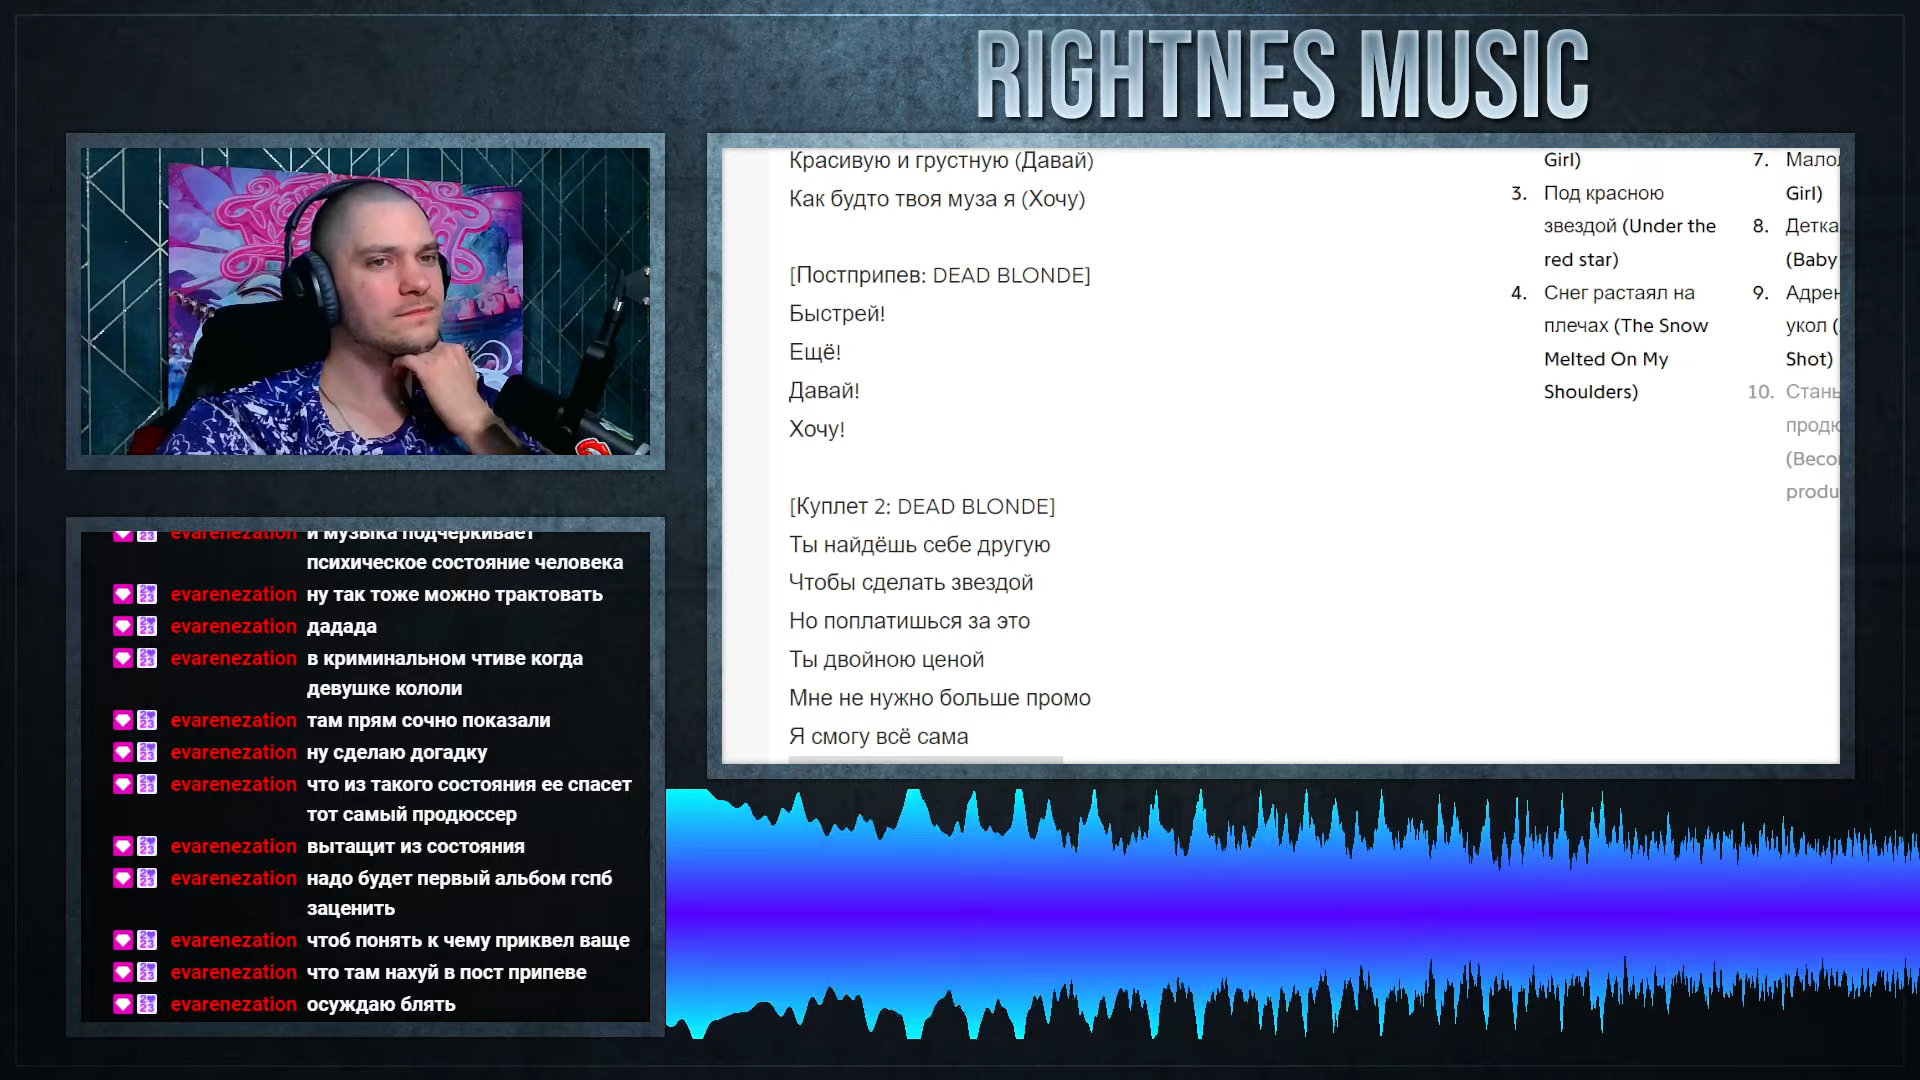 RIGHTNES MUSIC
Красивую и грустную (Давай)
Как будто твоя муза я (Хочу)
[Постприпев: DEAD BLONDE]
Быстрей!
Ещё!
Давай!
Хочу!
[Куплет 2: DEAD BLONDE]
Ты найдёшь себе другую
Чтобы сделать звездой
Но поплатишься за это
Ты двойною ценой
Мне не нужно больше промо
Я смогу всё сама
Girl)
3. Под красною
звездой (Under the
red star)
4. Снег растаял на
плечах (The Snow
Melted On My
Shoulders)
7.
Girl)
8. Детка
(Baby
9.
укол (
Shot)
10.
evarenezation и музыка подчеркивает
психическое состояние человека
evarenezation ну так тоже можно трактовать
evarenezation дадада
evarenezation в криминальном чтиве когда
девушке кололи
evarenezation там прям сочно показали
evarenezation ну сделаю догадку
evarenezation что из такого состояния ее спасет
тот самый продюссер
evarenezation вытащит из состояния
evarenezation надо будет первый альбом гспб
заценить
evarenezation чтоб понять к чему приквел ваще
evarenezation что там нахуй в пост припеве
evarenezation осуждаю блять